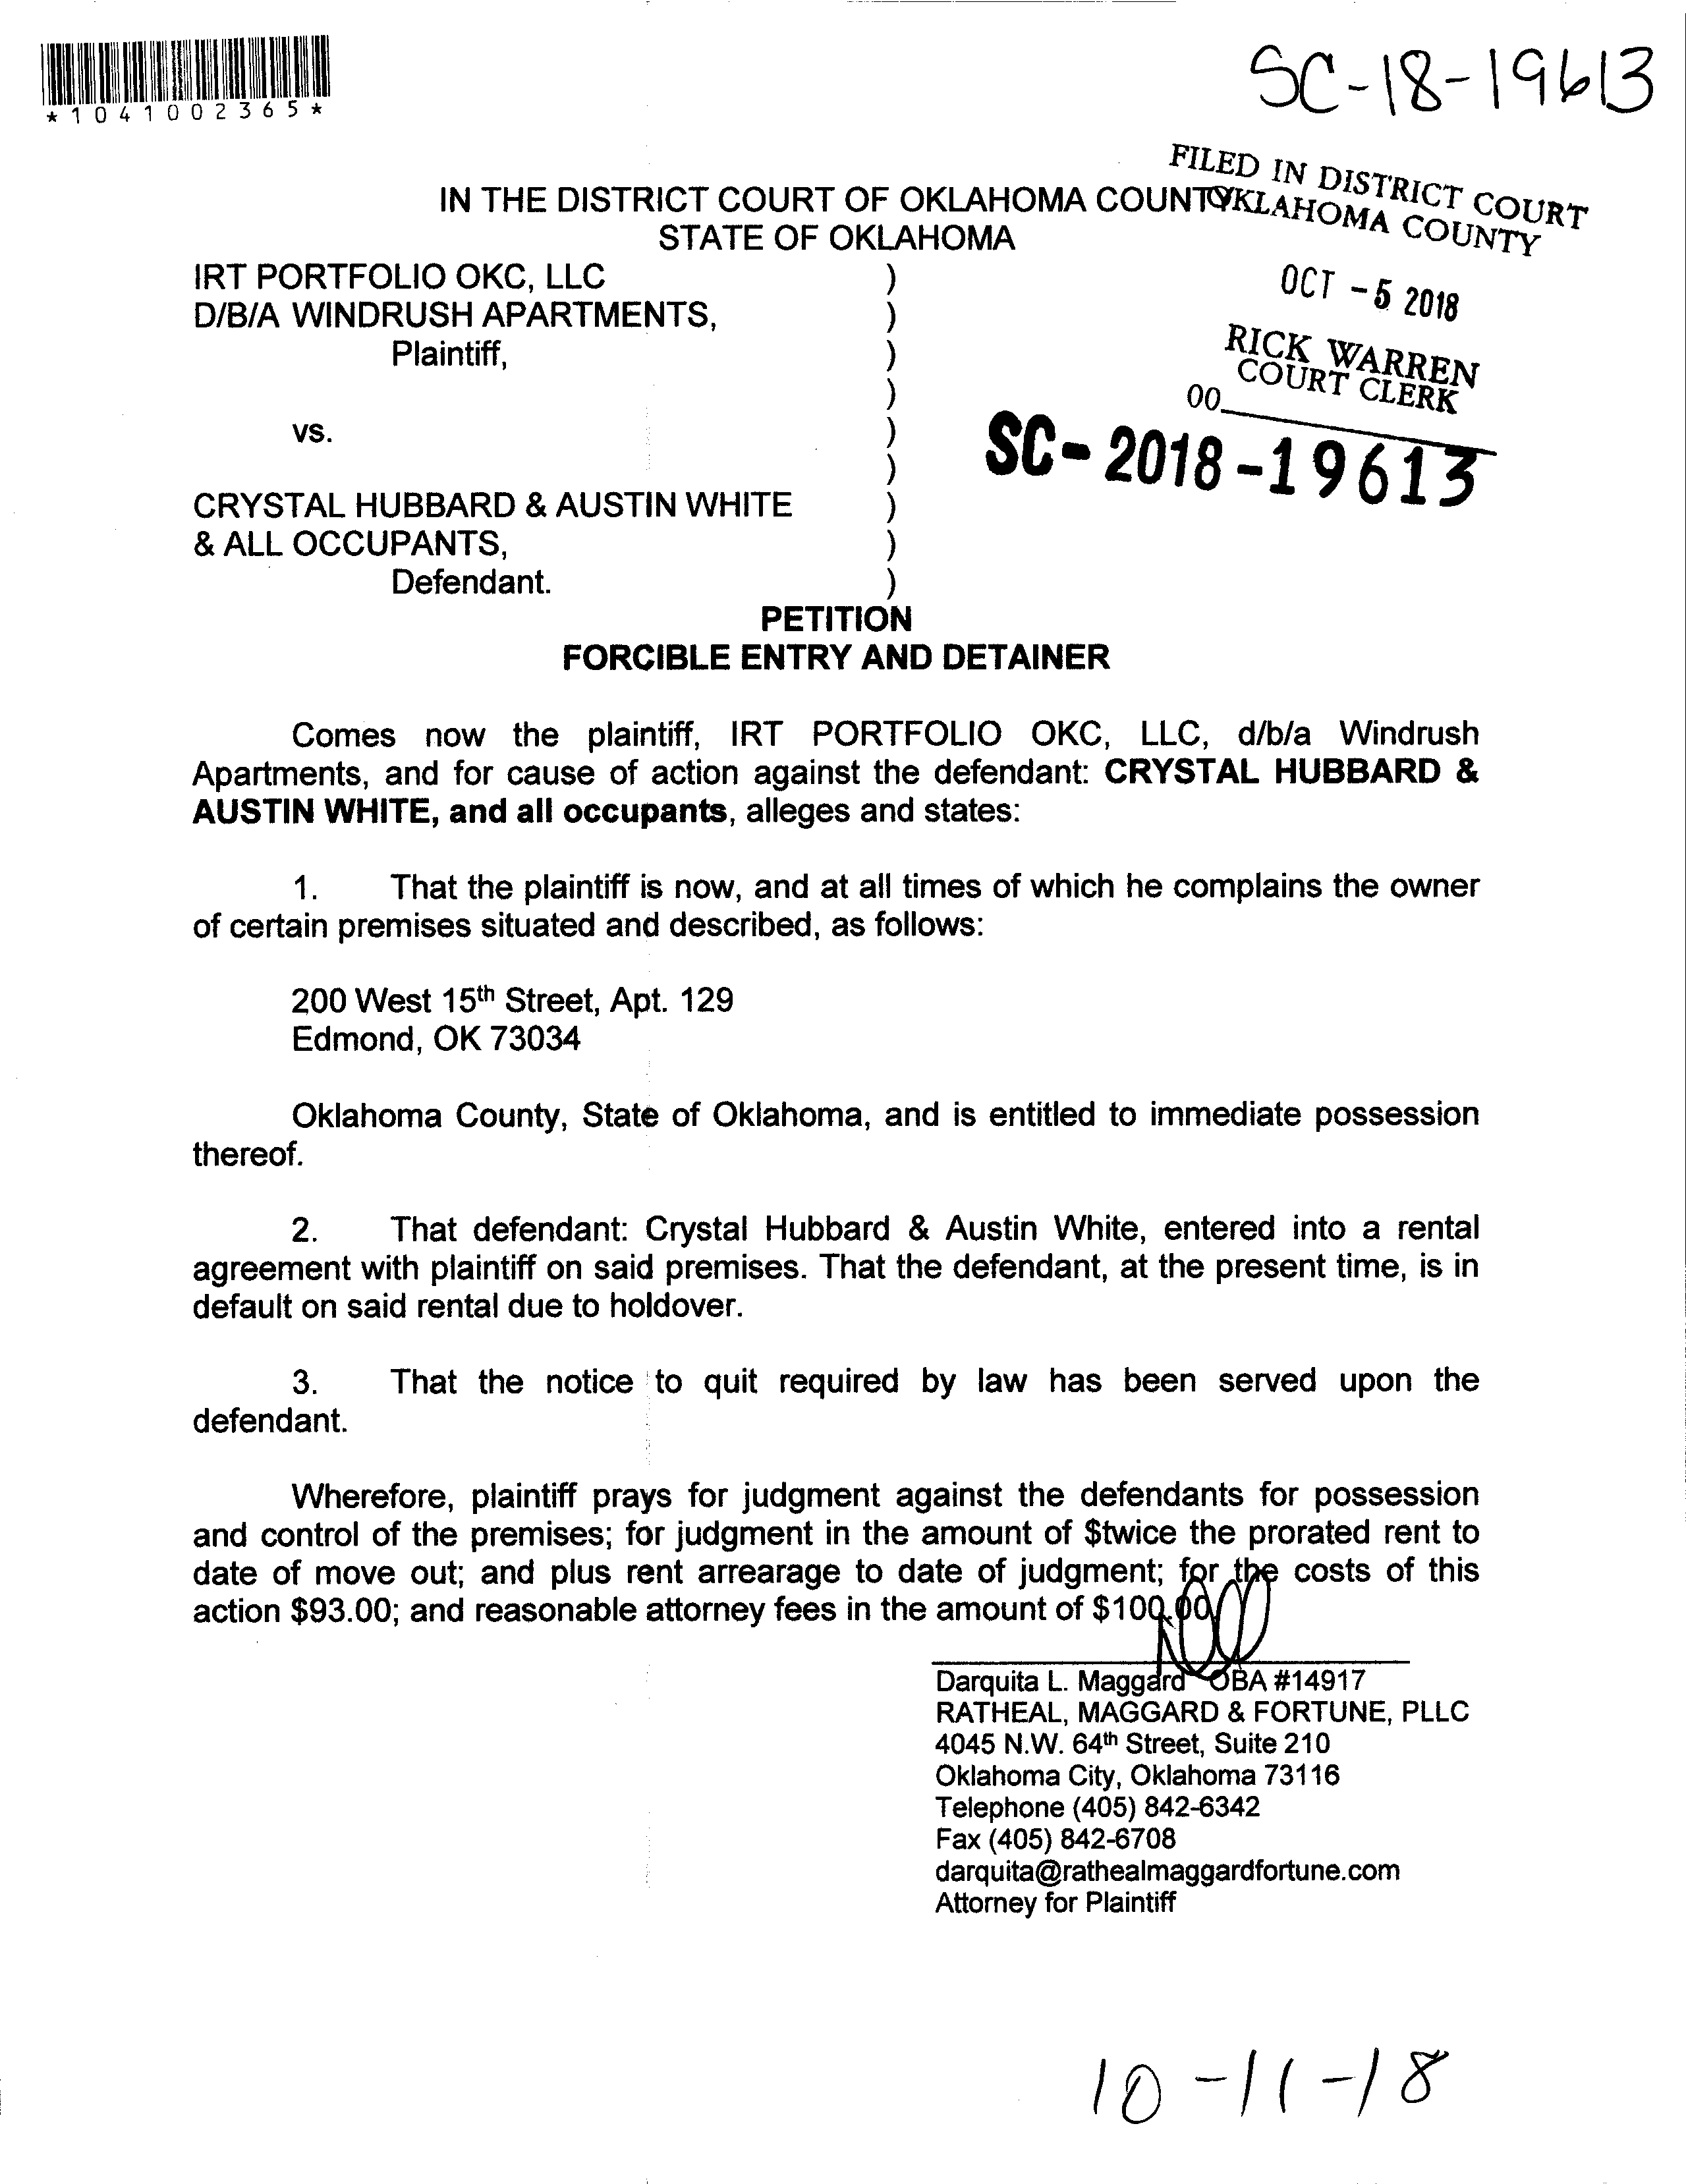 *1041002365*
SC-18-19613
FILED IN DISTRICT COURT
OKLAHOMA COUNTY
IN THE DISTRICT COURT OF OKLAHOMA COUNTY
STATE OF OKLAHOMA
OCT - 5 2018
RICK WARREN
COURT CLERK
00
SC- 2018 -19613
IRT PORTFOLIO OKC, LLC )
D/B/A WINDRUSH APARTMENTS, )
Plaintiff, )
)
vs. )
)
CRYSTAL HUBBARD & AUSTIN WHITE )
& ALL OCCUPANTS, )
Defendant. )
PETITION
FORCIBLE ENTRY AND DETAINER
Comes now the plaintiff, IRT PORTFOLIO OKC, LLC, d/b/a Windrush
Apartments, and for cause of action against the defendant: CRYSTAL HUBBARD &
AUSTIN WHITE, and all occupants, alleges and states:
1. That the plaintiff is now, and at all times of which he complains the owner
of certain premises situated and described, as follows:
200 West 15th Street, Apt. 129
Edmond, OK 73034
Oklahoma County, State of Oklahoma, and is entitled to immediate possession
thereof.
2. That defendant: Crystal Hubbard & Austin White, entered into a rental
agreement with plaintiff on said premises. That the defendant, at the present time, is in
default on said rental due to holdover.
3. That the notice to quit required by law has been served upon the
defendant.
Wherefore, plaintiff prays for judgment against the defendants for possession
and control of the premises; for judgment in the amount of $twice the prorated rent to
date of move out; and plus rent arrearage to date of judgment; for the costs of this
action $93.00; and reasonable attorney fees in the amount of $100.00
Darquita L. Maggard OBA #14917
RATHEAL, MAGGARD & FORTUNE, PLLC
4045 N.W. 64th Street, Suite 210
Oklahoma City, Oklahoma 73116
Telephone (405) 842-6342
Fax (405) 842-6708
darquita@rathealmaggardfortune.com
Attorney for Plaintiff
10-11-18